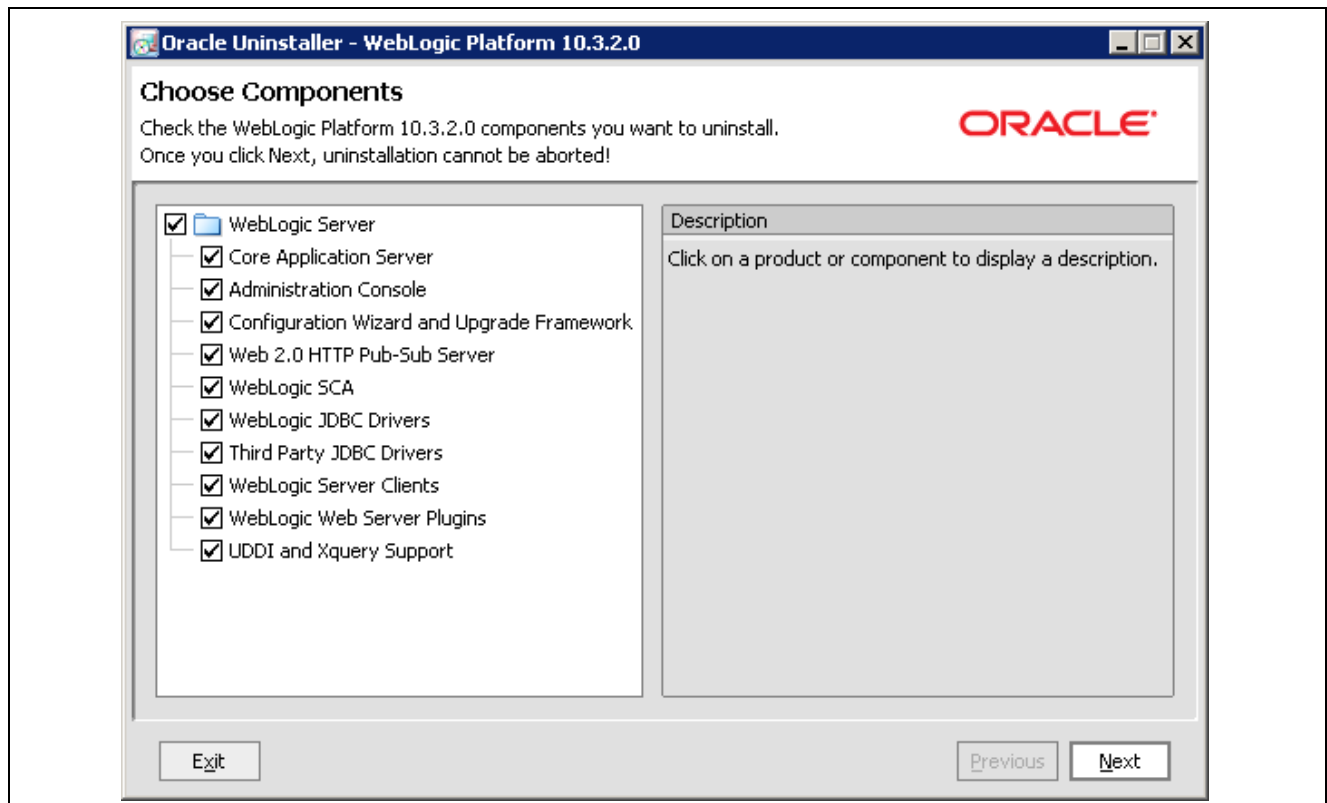 Oracle Uninstaller - WebLogic Platform 10.3.2.0
Choose Components
Check the WebLogic Platform 10.3.2.0 components you want to uninstall.
Once you click Next, uninstallation cannot be aborted!
ORACLE
WebLogic Server
Core Application Server
Administration Console
Configuration Wizard and Upgrade Framework
Web 2.0 HTTP Pub-Sub Server
WebLogic SCA
WebLogic JDBC Drivers
Third Party JDBC Drivers
WebLogic Server Clients
WebLogic Web Server Plugins
UDDI and Xquery Support
Description
Click on a product or component to display a description.
Exit
Previous
Next